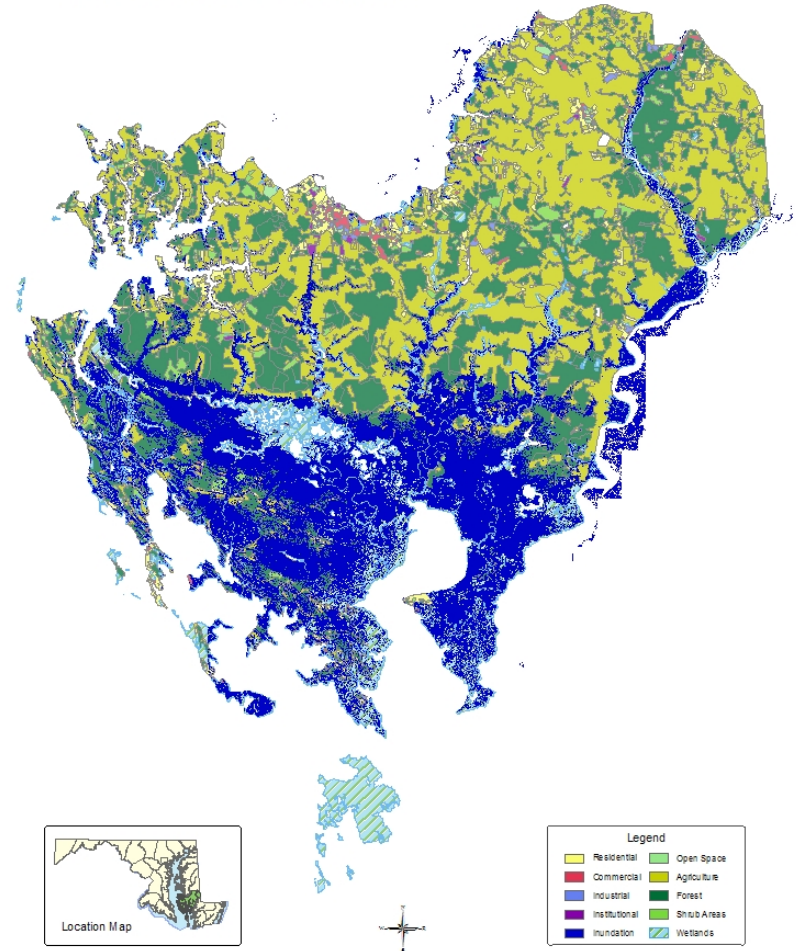 Location Map
Legend
Residential
Commercial
Industrial
Institutional
Inundation
Open Space
Agriculture
Forest
Shrub Areas
Wetlands
N
W
E
S